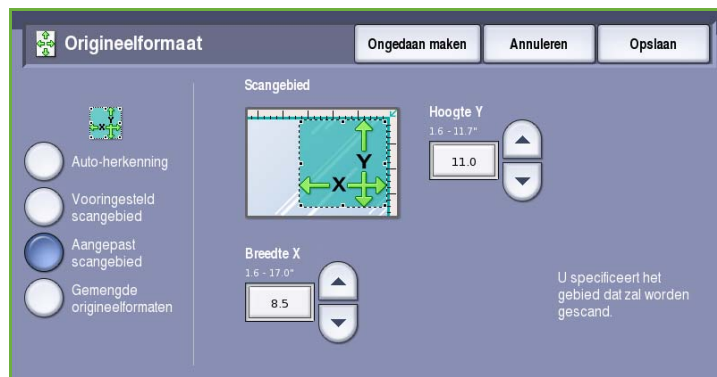 Origineelformaat
Ongedaan maken
Annuleren
Opslaan
Auto-herkenning
Vooringesteld
scangebied
Aangepast
scangebied
Gemengde
origineelformaten
Scangebied
Y
X
Hoogte Y
1.6 - 11.7"
11.0
Breedte X
1.6 - 17.0"
8.5
U specificeert het
gebied dat zal worden
gescand.